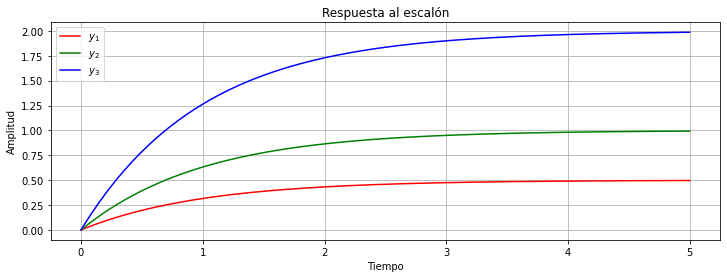 Respuesta al escalón
y₁
y₂
y₃
Amplitud
2.00
1.75
1.50
1.25
1.00
0.75
0.50
0.25
0.00
0 1 2 3 4 5
Tiempo